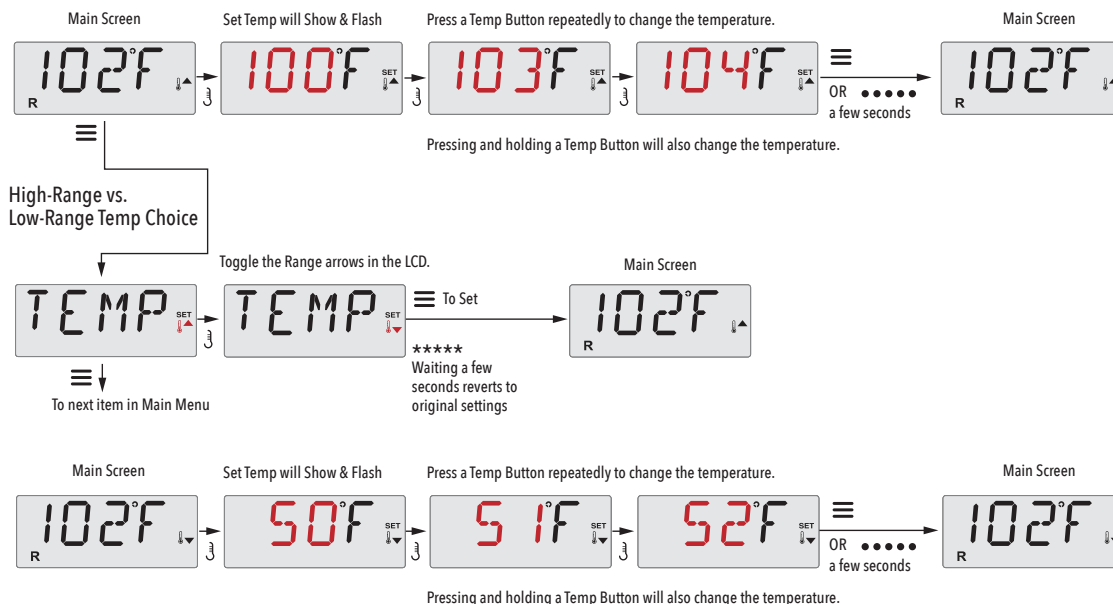 Main Screen
Set Temp will Show & Flash
Press a Temp Button repeatedly to change the temperature.
Main Screen
102°F
R
100°F
SET
103°F
SET
104°F
SET
OR •••••
a few seconds
102°F
R
Pressing and holding a Temp Button will also change the temperature.
High-Range vs.
Low-Range Temp Choice
Toggle the Range arrows in the LCD.
Main Screen
TEMP
SET
TEMP
SET
To Set
*****
Waiting a few
seconds reverts to
original settings
102°F
R
To next item in Main Menu
Main Screen
Set Temp will Show & Flash
Press a Temp Button repeatedly to change the temperature.
Main Screen
102°F
R
50°F
SET
51°F
SET
52°F
SET
OR •••••
a few seconds
102°F
R
Pressing and holding a Temp Button will also change the temperature.